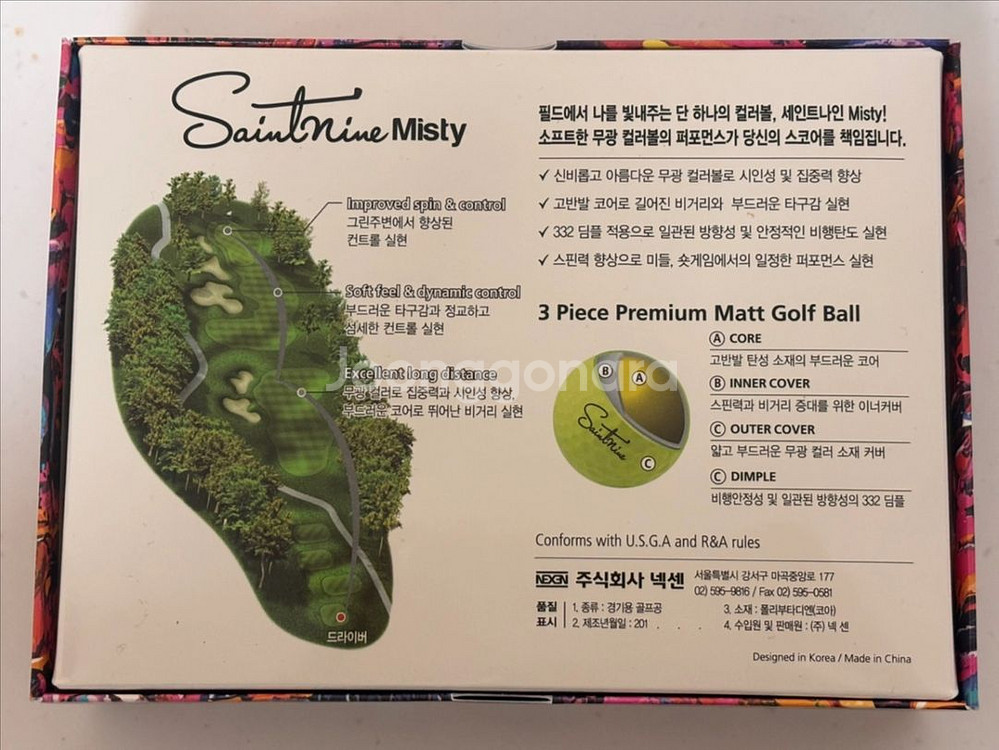 Saintnine Misty
필드에서 나를 빛내주는 단 하나의 컬러볼, 세인트나인 Misty!
소프트한 무광 컬러볼의 퍼포먼스가 당신의 스코어를 책임집니다.
✓ 신비롭고 아름다운 무광 컬러볼로 시인성 및 집중력 향상
✓ 고반발 코어로 길어진 비거리와 부드러운 타구감 실현
✓ 332 딤플 적용으로 일관된 방향성 및 안정적인 비행탄도 실현
✓ 스핀력 향상으로 미들, 숏게임에서의 일정한 퍼포먼스 실현
Improved spin & control
그린주변에서 향상된
컨트롤 실현
Soft feel & dynamic control
부드러운 타구감과 정교하고
섬세한 컨트롤 실현
Excellent long distance
무광 컬러로 집중력과 시인성 향상,
부드러운 코어로 뛰어난 비거리 실현
드라이버
Joonggonara
3 Piece Premium Matt Golf Ball
B
A
Saintnine
C
A CORE
고반발 탄성 소재의 부드러운 코어
B INNER COVER
스핀력과 비거리 증대를 위한 이너커버
C OUTER COVER
얇고 부드러운 무광 컬러 소재 커버
C DIMPLE
비행안정성 및 일관된 방향성의 332 딤플
Conforms with U.S.G.A and R&A rules
NEXEN 주식회사 넥센
서울특별시 강서구 마곡중앙로 177
02) 595-9816 / Fax 02) 595-0581
품질
표시
1. 종류 : 경기용 골프공
2. 제조년월일 : 201 . . .
3. 소재 : 폴리부타디엔(코아)
4. 수입원 및 판매원 : (주) 넥 센
Designed in Korea / Made in China